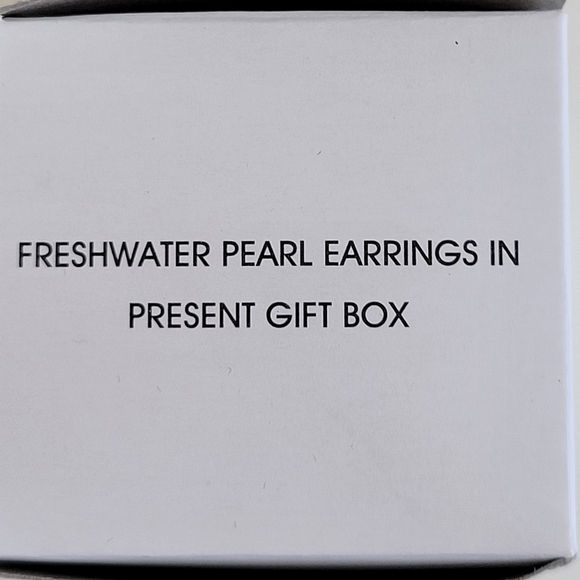 FRESHWATER PEARL EARRINGS IN
PRESENT GIFT BOX